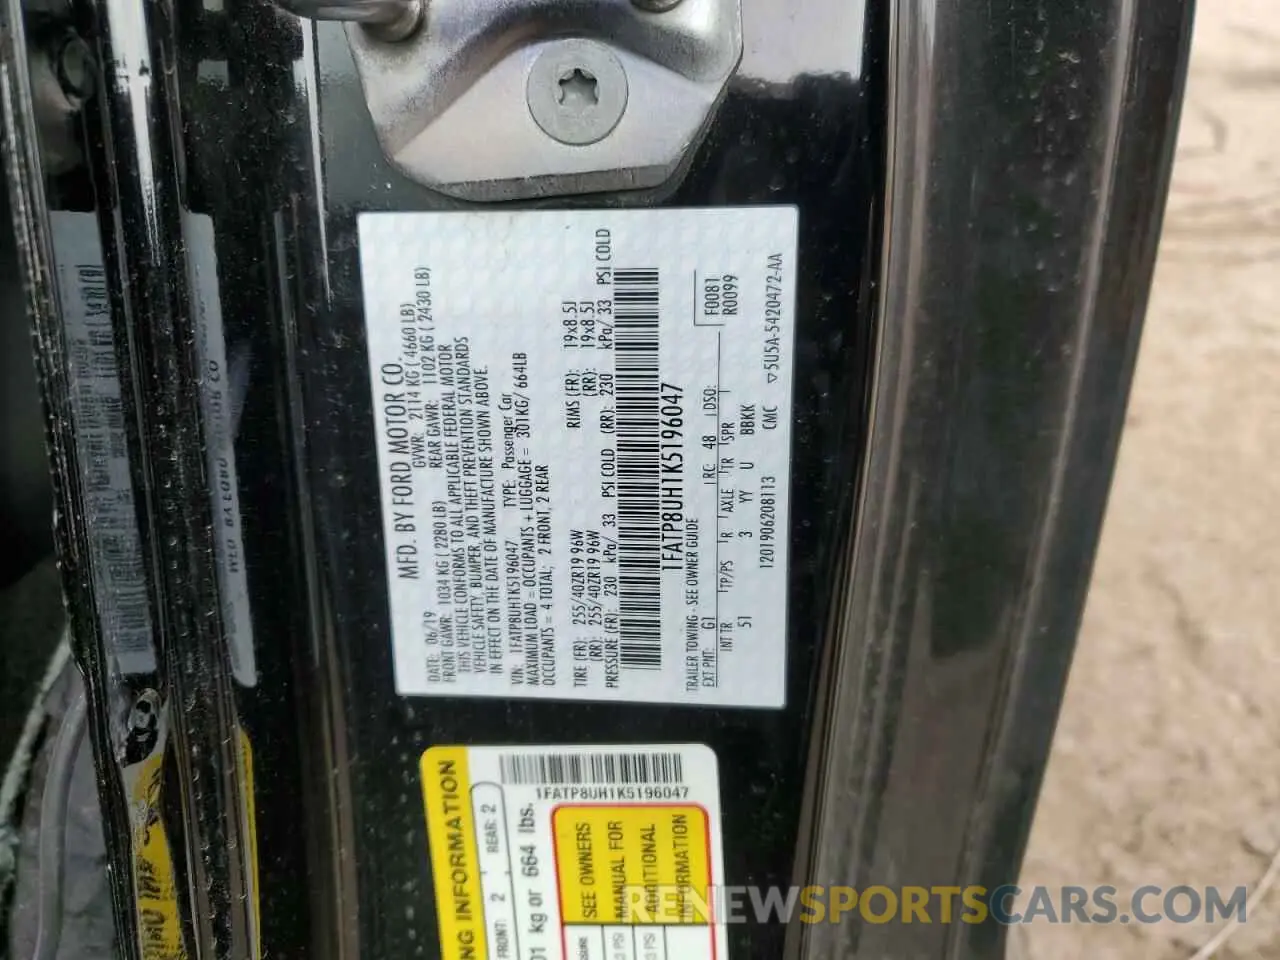 MFD. BY FORD MOTOR CO.
DATE: 06/19 GVWR: 2114 KG ( 4660 LB)
FRONT GAWR: 1034 KG ( 2280 LB) REAR GAWR: 1102 KG ( 2430 LB)
THIS VEHICLE CONFORMS TO ALL APPLICABLE FEDERAL MOTOR
VEHICLE SAFETY, BUMPER, AND THEFT PREVENTION STANDARDS
IN EFFECT ON THE DATE OF MANUFACTURE SHOWN ABOVE.
VIN: 1FATP8UH1K5196047 TYPE: Passenger Car
MAXIMUM LOAD = OCCUPANTS + LUGGAGE = 301KG/ 664LB
OCCUPANTS = 4 TOTAL; 2 FRONT, 2 REAR
TIRE (FR): 255/40ZR19 96W RIMS (FR): 19x8.5J
(RR): 255/40ZR19 96W (RR): 19x8.5J
PRESSURE (FR): 230 kPa/ 33 PSI COLD (RR): 230 kPa/ 33 PSI COLD
1FATP8UH1K5196047
TRAILER TOWING - SEE OWNER GUIDE F0081
R0099
EXT PNT: G1 RC: 48 DSO:
INT TR TP/PS R AXLE TR SPR
51 3 YY U BBKK
1201906208113 CMC ▽5U5A-5420472-AA
1FATP8UH1K5196047
NG INFORMATION
FRONT: 2 REAR: 2
01 kg or 664 lbs.
SEE OWNERS
MANUAL FOR
ADDITIONAL
INFORMATION
RENEWSPORTSCARS.COM